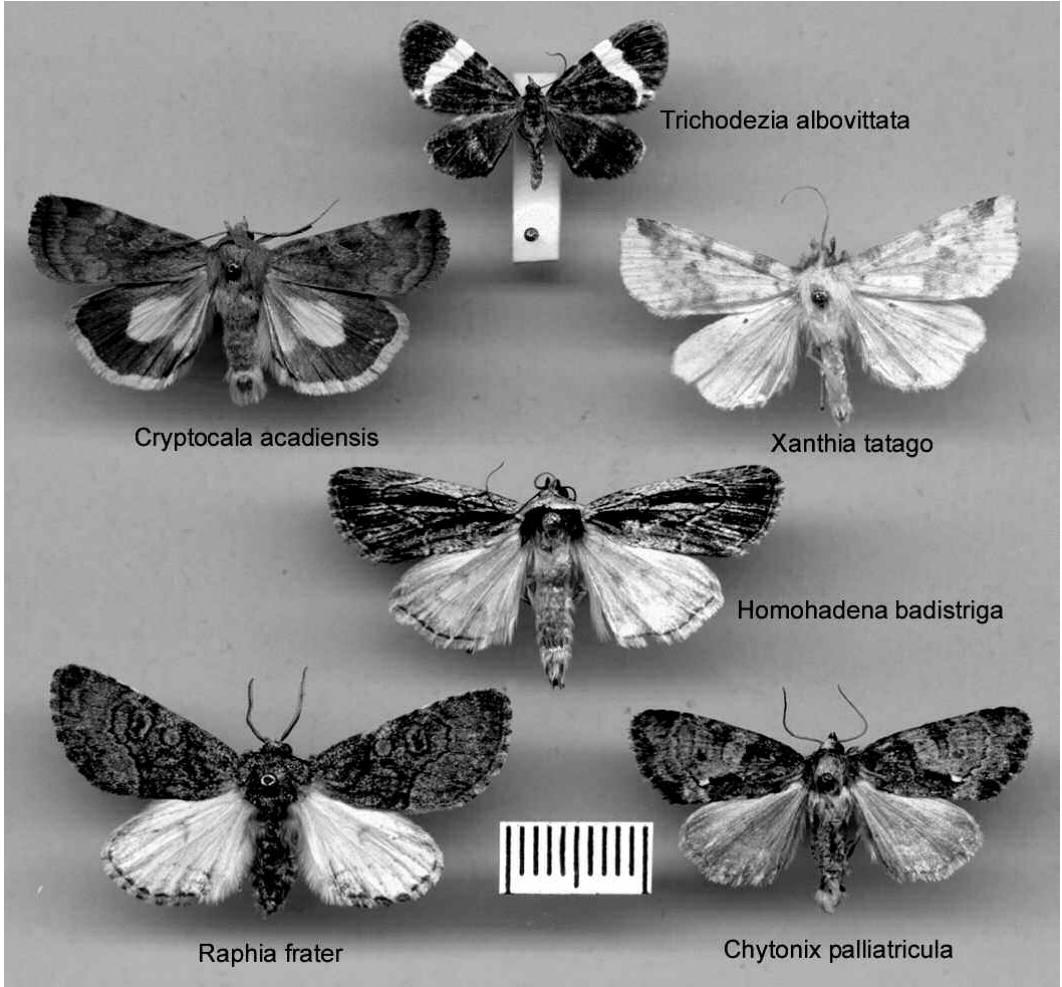 Trichodezia albovittata
Cryptocala acadiensis
Xanthia tatago
Homohadena badistriga
Raphia frater
Chytonix palliatricula